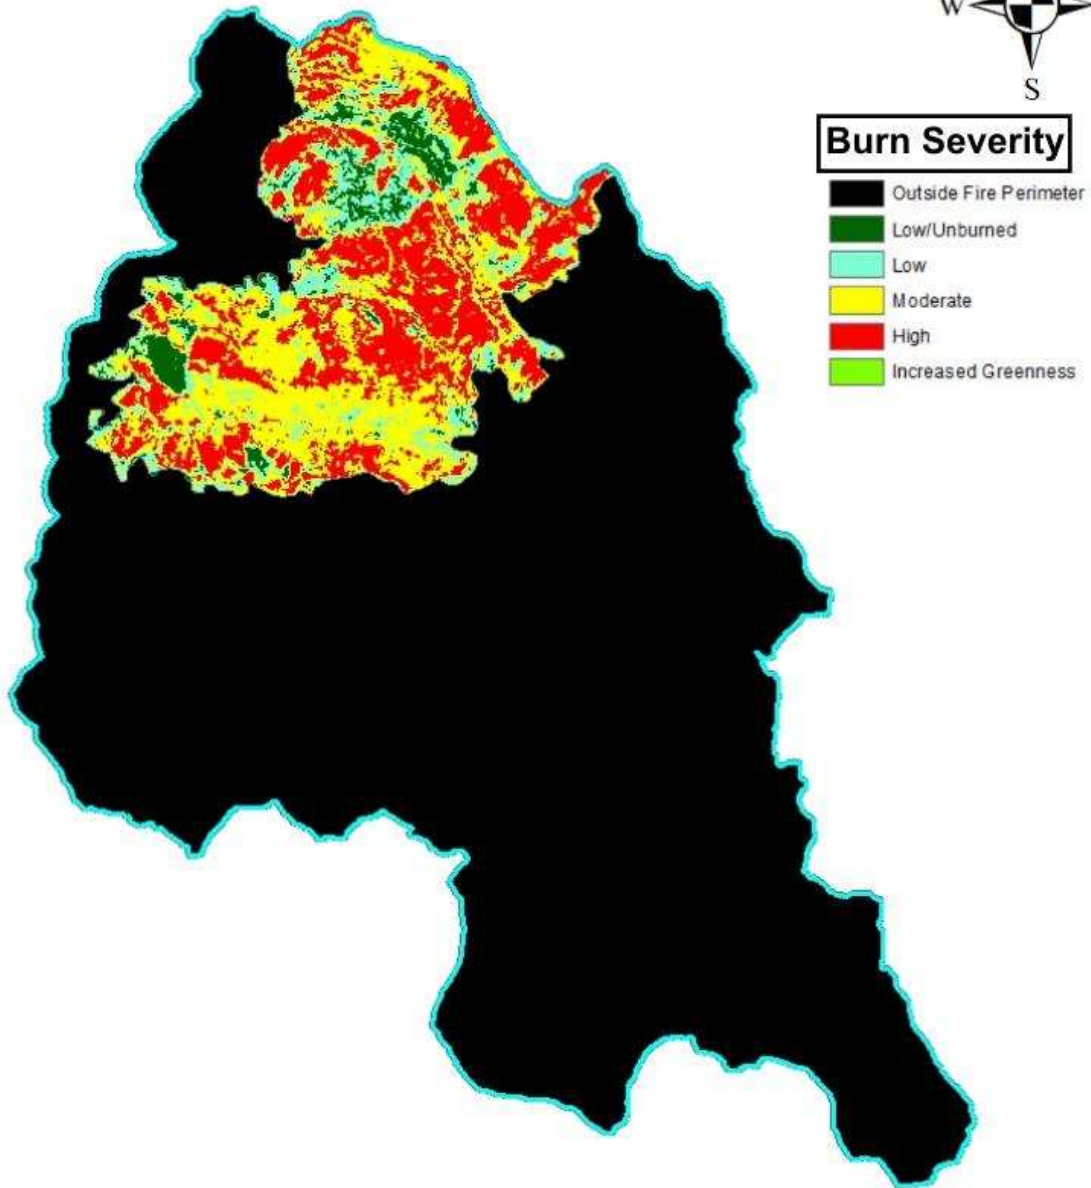 W
S
Burn Severity
Outside Fire Perimeter
Low/Unburned
Low
Moderate
High
Increased Greenness